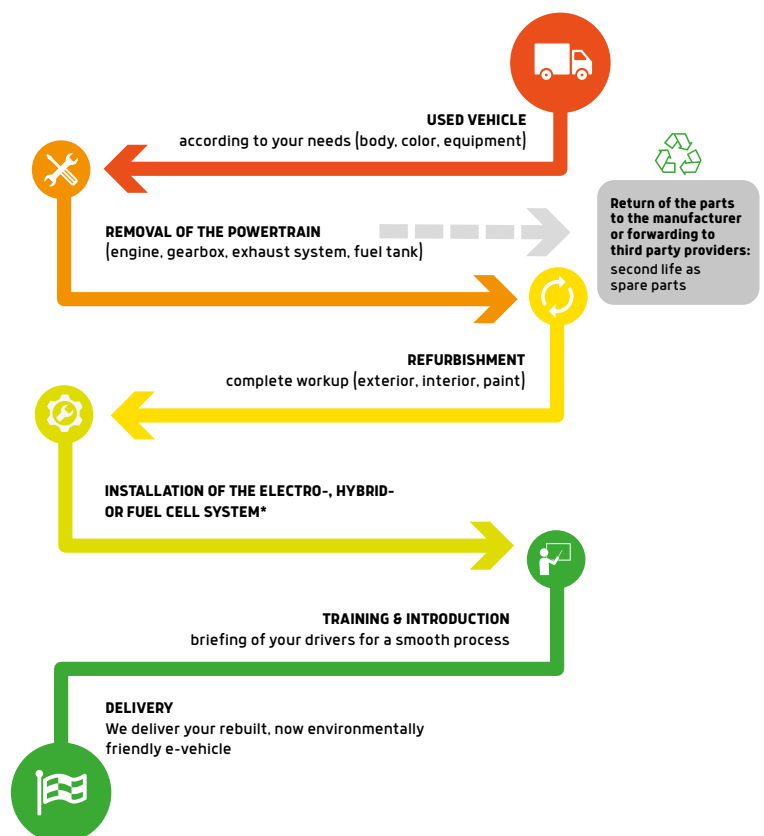 USED VEHICLE
according to your needs (body, color, equipment)
REMOVAL OF THE POWERTRAIN
(engine, gearbox, exhaust system, fuel tank)
Return of the parts
to the manufacturer
or forwarding to
third party providers:
second life as
spare parts
REFURBISHMENT
complete workup (exterior, interior, paint)
INSTALLATION OF THE ELECTRO-, HYBRID-
OR FUEL CELL SYSTEM*
TRAINING & INTRODUCTION
briefing of your drivers for a smooth process
DELIVERY
We deliver your rebuilt, now environmentally
friendly e-vehicle